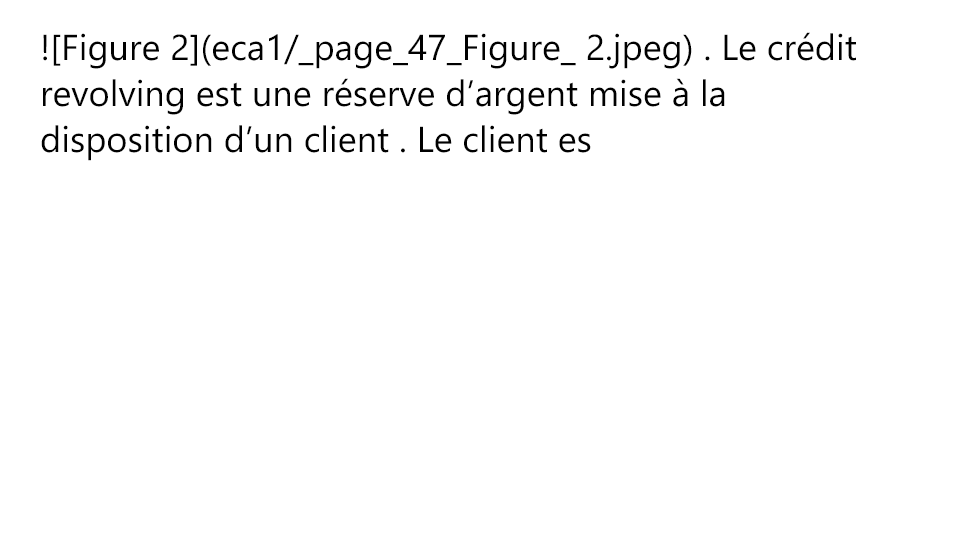 ![Figure 2](eca1/_page_47_Figure_ 2.jpeg) . Le crédit
revolving est une réserve d’argent mise à la
disposition d’un client . Le client es